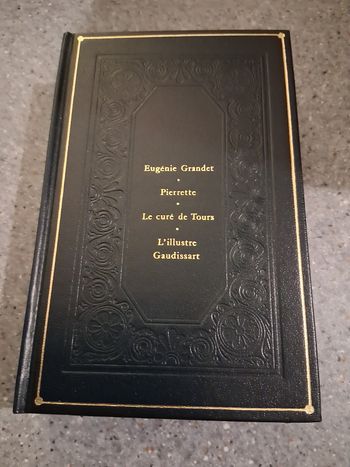 Eugénie Grandet
Pierrette
Le curé de Tours
L'illustre
Gaudissart